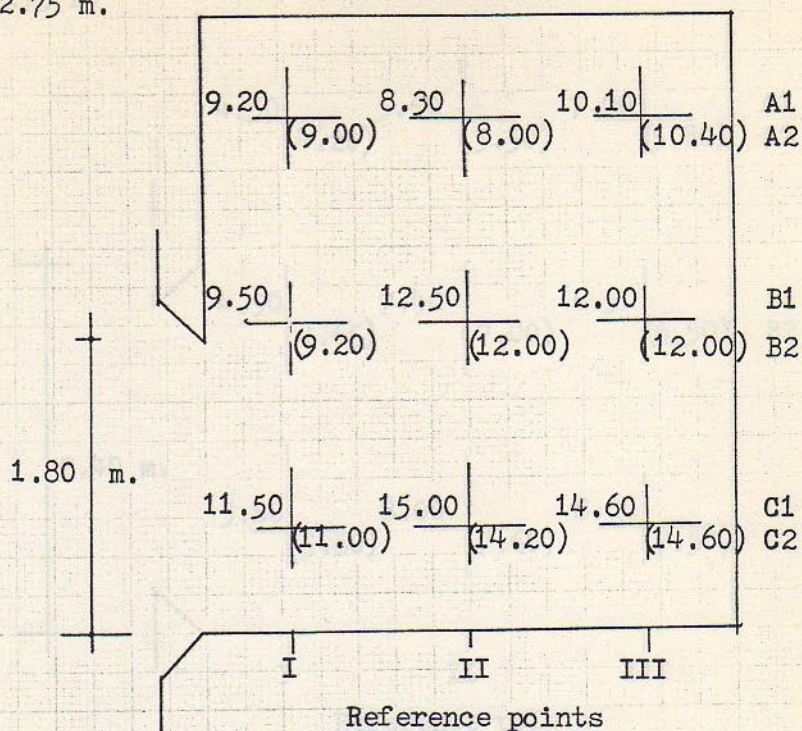 2.75 m.
9.20 8.30 10.10 A1
(9.00) (8.00) (10.40) A2
9.50 12.50 12.00 B1
(9.20) (12.00) (12.00) B2
1.80 m.
11.50 15.00 14.60 C1
(11.00) (14.20) (14.60) C2
I II III
Reference points